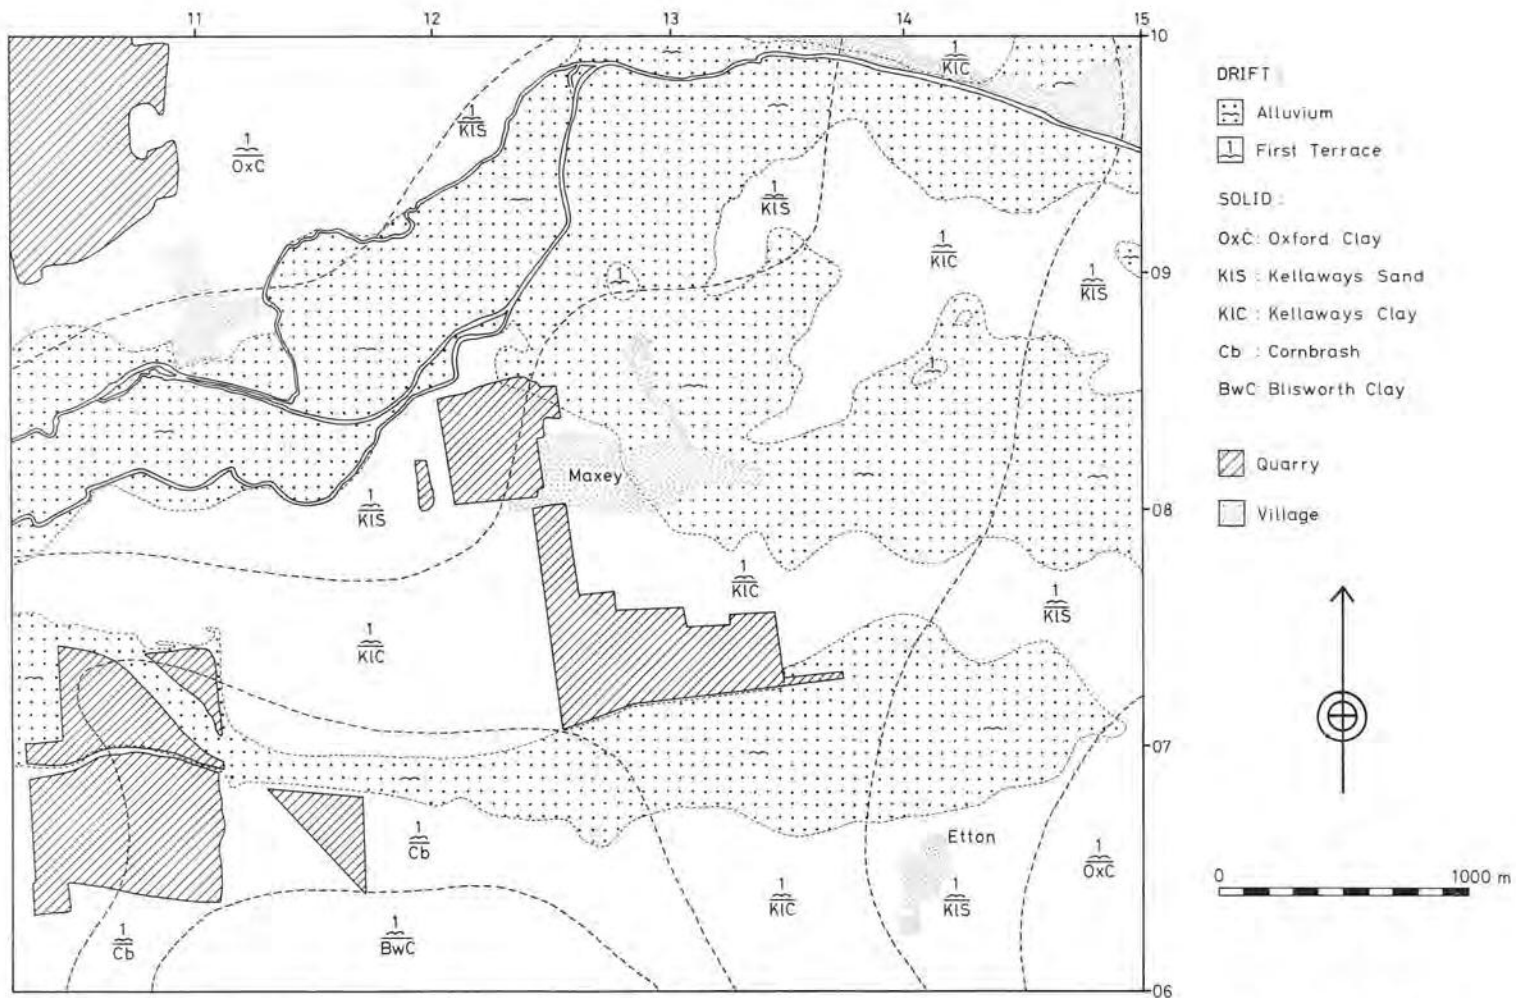 11 12 13 14 15
10
1
KlC
1
KlS
1
OxC
1
KlS
1
KlC
09
1
1
KlS
1
Maxey
08
1
KlS
1
KlC
1
KlS
1
KlC
07
Etton
1
Cb
1
OxC
1
KlC
1
KlS
1
Cb
1
BwC
06
DRIFT
Alluvium
1 First Terrace
SOLID :
OxC : Oxford Clay
KlS : Kellaways Sand
KlC : Kellaways Clay
Cb : Cornbrash
BwC Blisworth Clay
Quarry
Village
0 1000 m